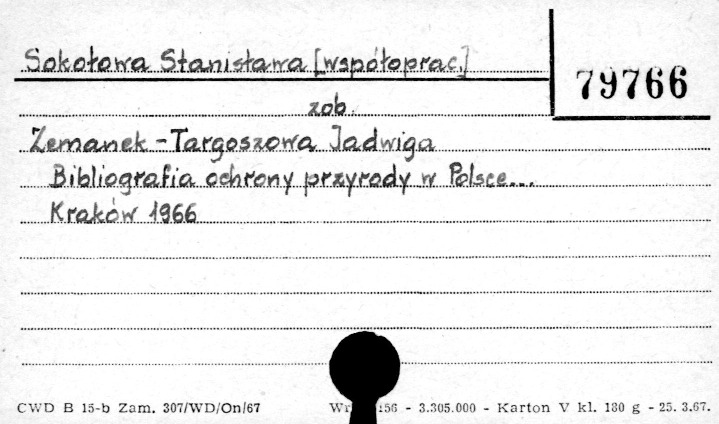 Sokołowa Stanisława [współoprac.]
79766
zob.
Zemanek-Targoszowa Jadwiga
Bibliografia ochrony przyrody w Polsce...
Kraków 1966
CWD B 15-b Zam. 307/WD/On/67 156 - 3.305.000 - Karton V kl. 180 g - 25. 3.67.